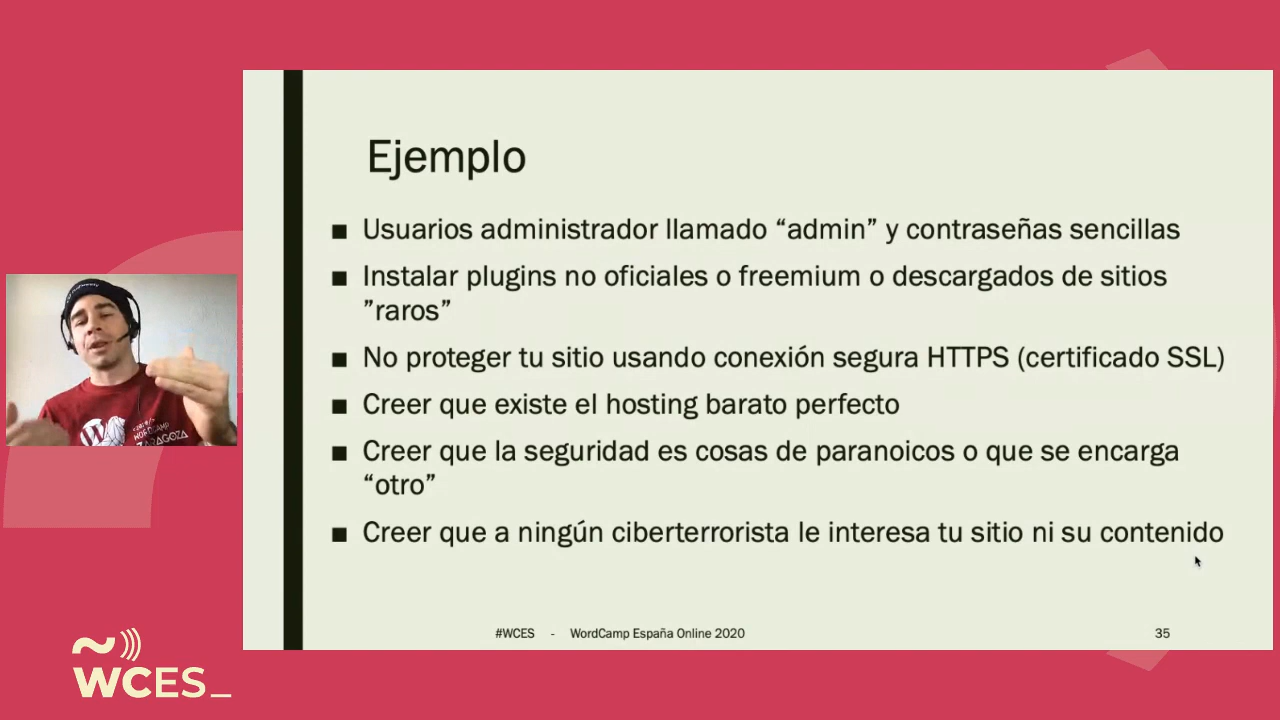 Ejemplo
■ Usuarios administrador llamado “admin” y contraseñas sencillas
■ Instalar plugins no oficiales o freemium o descargados de sitios
”raros”
■ No proteger tu sitio usando conexión segura HTTPS (certificado SSL)
■ Creer que existe el hosting barato perfecto
■ Creer que la seguridad es cosas de paranoicos o que se encarga
“otro”
■ Creer que a ningún ciberterrorista le interesa tu sitio ni su contenido
#WCES - WordCamp España Online 2020 35
WORDCAMP
ZARAGOZA
~
WCES_